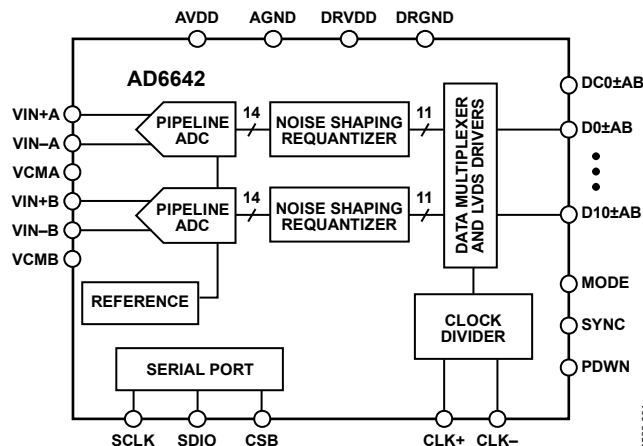 AVDD AGND DRVDD DRGND
AD6642
DC0±AB
VIN+A
PIPELINE
ADC
14
NOISE SHAPING
REQUANTIZER
11
DATA MULTIPLEXER
AND LVDS DRIVERS
D0±AB
VIN–A
VCMA
VIN+B
PIPELINE
ADC
14
NOISE SHAPING
REQUANTIZER
11
D10±AB
VIN–B
VCMB
REFERENCE
MODE
CLOCK
DIVIDER
SYNC
SERIAL PORT
PDWN
SCLK SDIO CSB CLK+ CLK–